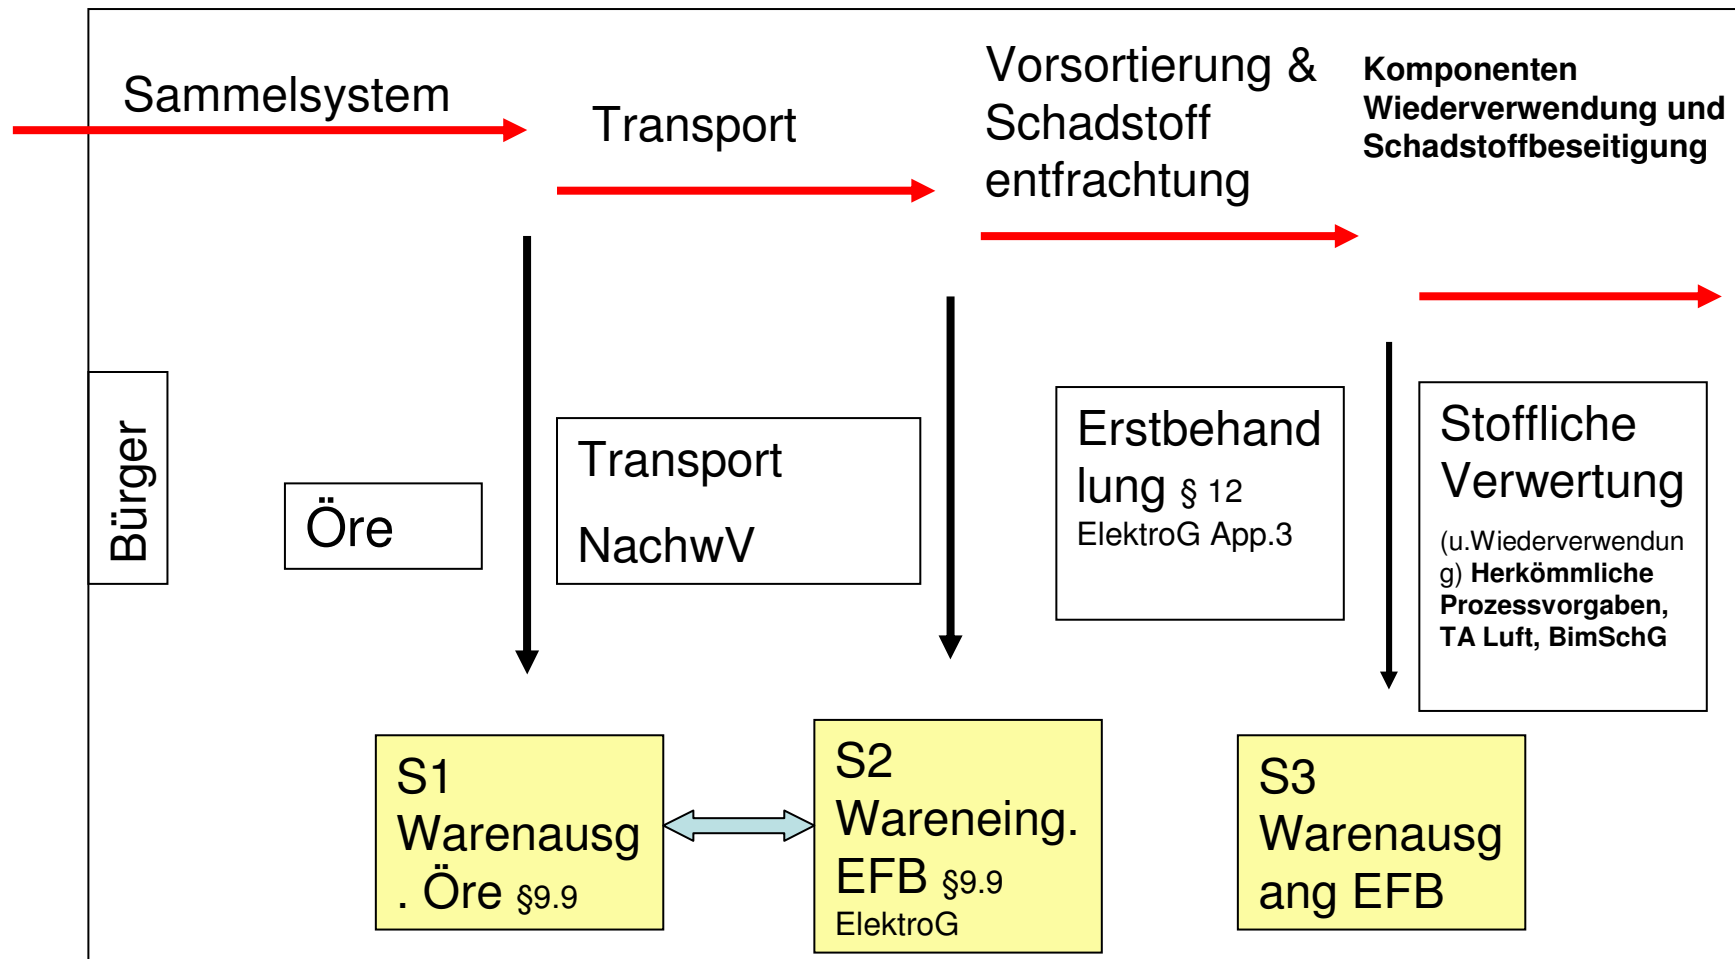 Sammelsystem
Transport
Vorsortierung &
Schadstoff
entfrachtung
Komponenten
Wiederverwendung und
Schadstoffbeseitigung
Bürger
Öre
Transport
NachwV
Erstbehand
lung § 12
ElektroG App.3
Stoffliche
Verwertung
(u.Wiederverwendun
g) Herkömmliche
Prozessvorgaben,
TA Luft, BimSchG
S1
Warenausg
. Öre §9.9
S2
Wareneing.
EFB §9.9
ElektroG
S3
Warenausg
ang EFB